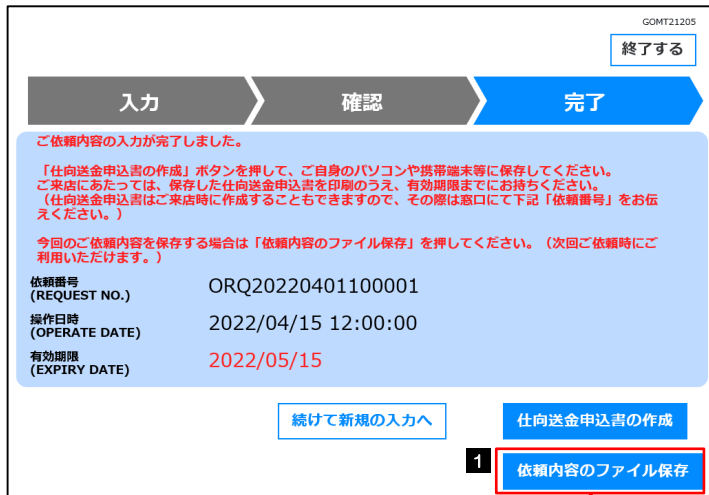 GOMT21205
終了する
入力
確認
完了
ご依頼内容の入力が完了しました。
「仕向送金申込書の作成」ボタンを押して、ご自身のパソコンや携帯端末等に保存してください。
ご来店にあたっては、保存した仕向送金申込書を印刷のうえ、有効期限までにお持ちください。
（仕向送金申込書はご来店時に作成することもできますので、その際は窓口にて下記「依頼番号」をお伝
えください。）
今回のご依頼内容を保存する場合は「依頼内容のファイル保存」を押してください。（次回ご依頼時にご
利用いただけます。）
依頼番号
(REQUEST NO.)
ORQ20220401100001
操作日時
(OPERATE DATE)
2022/04/15 12:00:00
有効期限
(EXPIRY DATE)
2022/05/15
続けて新規の入力へ
仕向送金申込書の作成
1
依頼内容のファイル保存